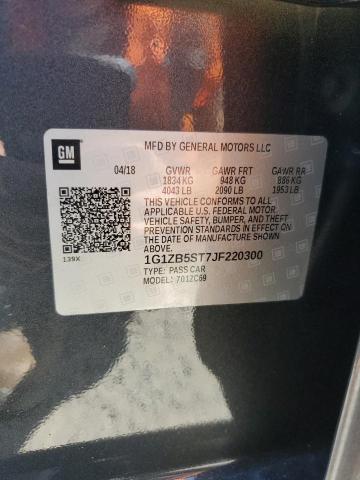 GM
MFD BY GENERAL MOTORS LLC
04/18 GVWR GAWR FRT GAWR RR
1834 KG 948 KG 886 KG
4043 LB 2090 LB 1953 LB
THIS VEHICLE CONFORMS TO ALL
APPLICABLE U.S. FEDERAL MOTOR
VEHICLE SAFETY, BUMPER, AND THEFT
PREVENTION STANDARDS IN EFFECT ON
THE DATE OF MANUFACTURE SHOWN
ABOVE.
139X
1G1ZB5ST7JF220300
TYPE: PASS CAR
MODEL: 701ZC69